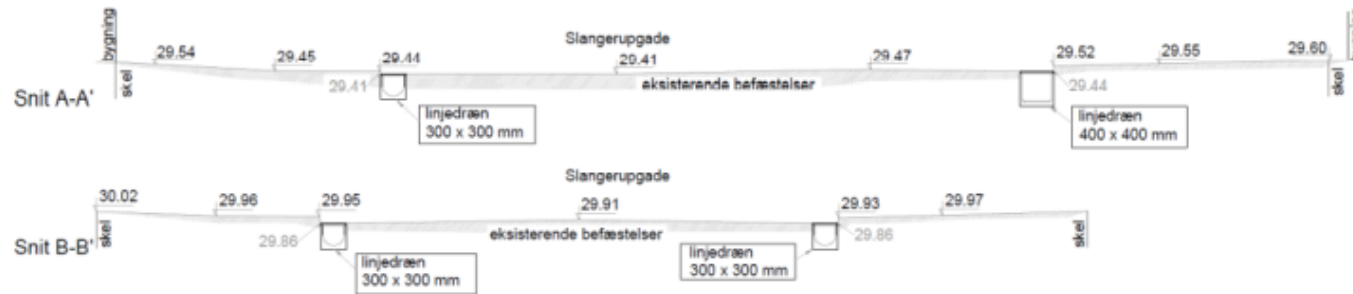 bygning
Slangerupgade
29.54
29.45
29.44
29.41
29.47
29.52
29.55
29.60
Snit A-A'
skel
29.41
eksisterende befæstelser
29.44
skel
linjedræn
300 x 300 mm
linjedræn
400 x 400 mm
Slangerupgade
30.02
29.96
29.95
29.91
29.93
29.97
Snit B-B'
skel
29.86
eksisterende befæstelser
29.86
skel
linjedræn
300 x 300 mm
linjedræn
300 x 300 mm